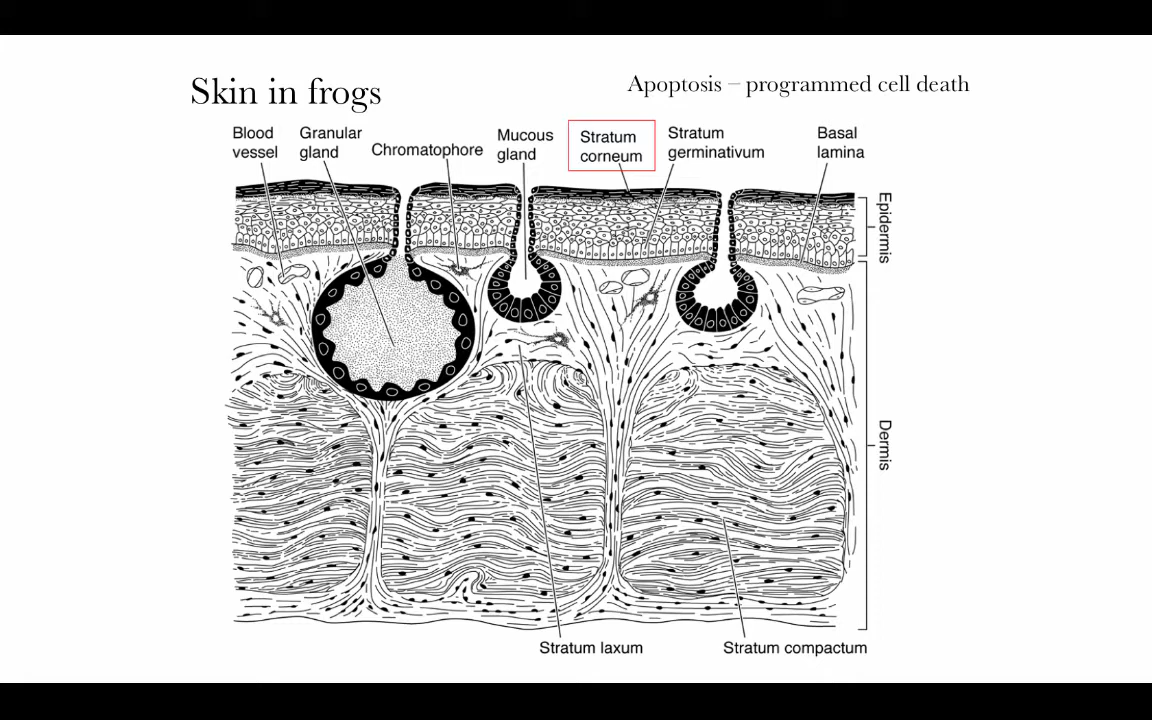 Skin in frogs
Apoptosis – programmed cell death
Blood
vessel
Granular
gland
Chromatophore
Mucous
gland
Stratum
corneum
Stratum
germinativum
Basal
lamina
Epidermis
Dermis
Stratum laxum
Stratum compactum